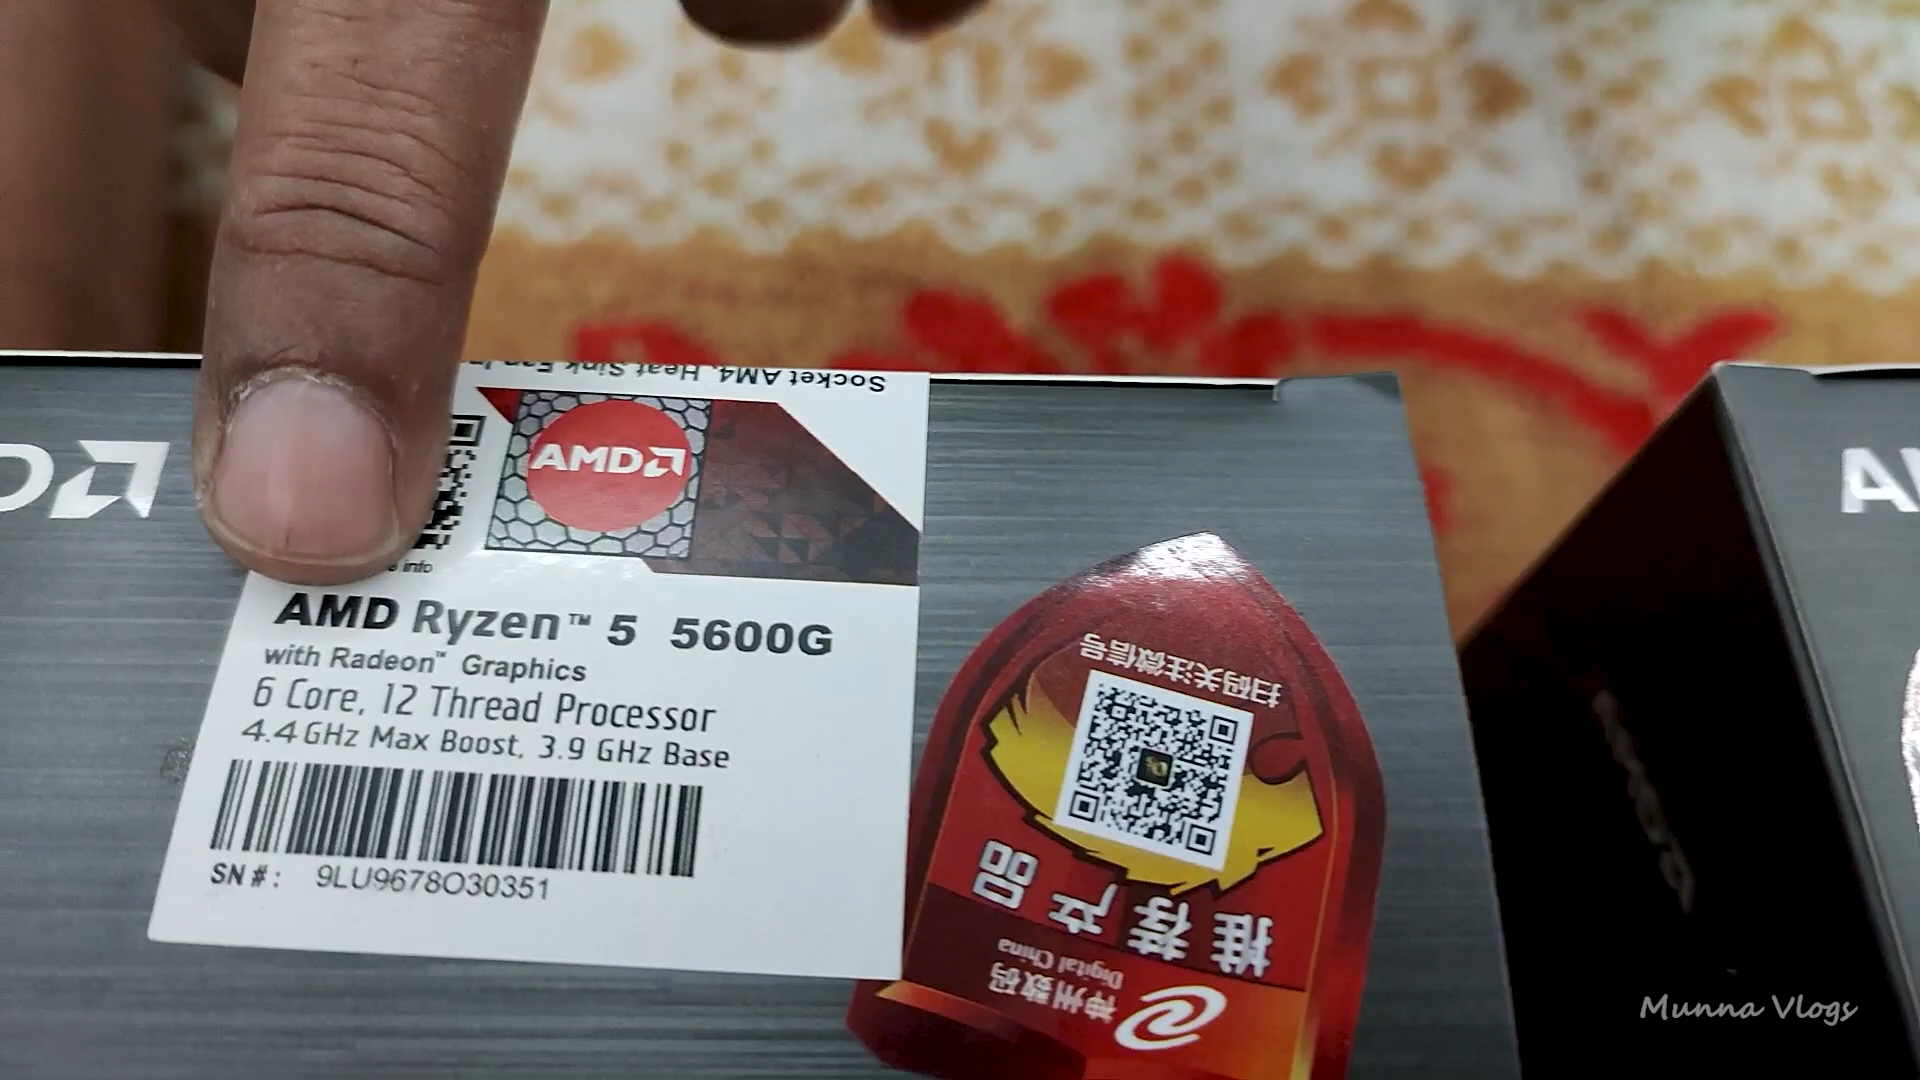 Socket AM4, Heat Sink Fan
AMD
info
AMD Ryzen™ 5 5600G
with Radeon™ Graphics
6 Core, 12 Thread Processor
4.4 GHz Max Boost, 3.9 GHz Base
SN #: 9LU9678O30351
扫码关注微信号
推荐产品
神州数码
Digital China
Munna Vlogs